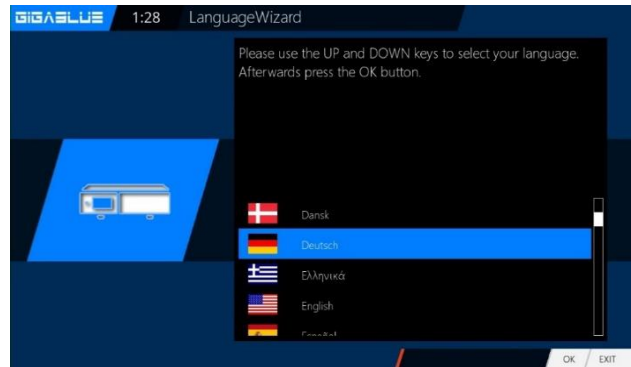 GIGABLUE 1:28 LanguageWizard
Please use the UP and DOWN keys to select your language.
Afterwards press the OK button.
Dansk
Deutsch
Ελληνικά
English
Español
OK EXIT